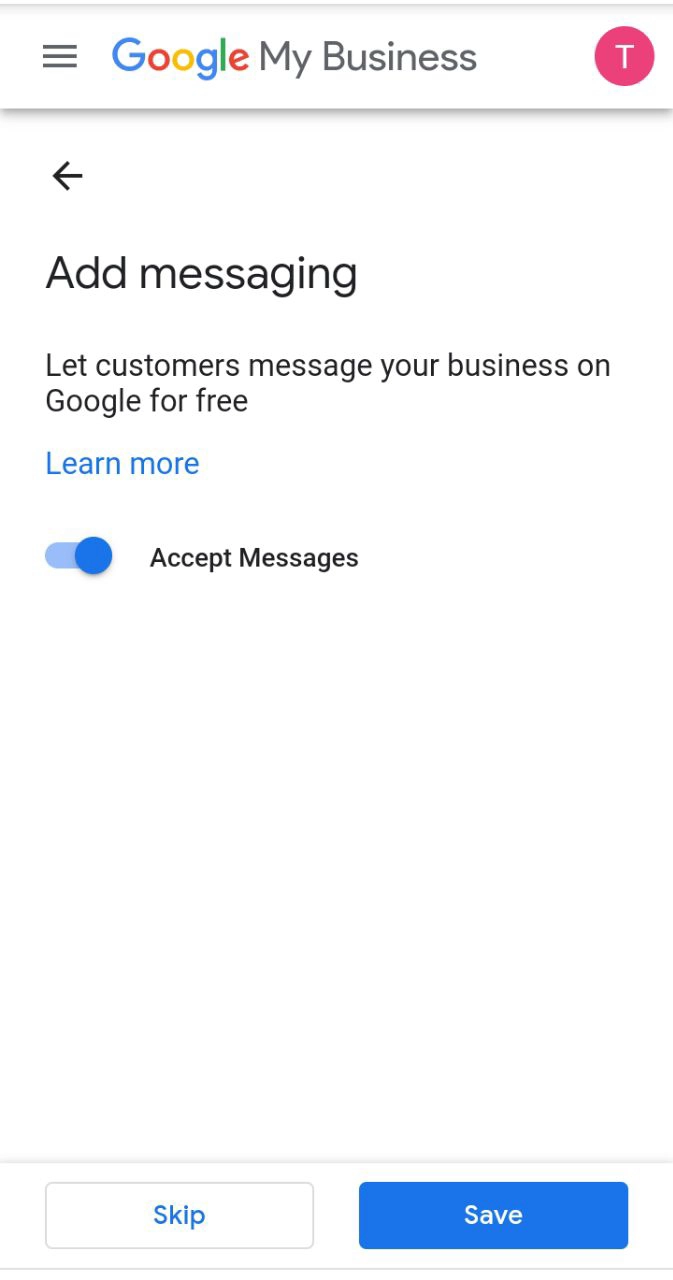 Google My Business
T
Add messaging
Let customers message your business on
Google for free
Learn more
Accept Messages
Skip
Save